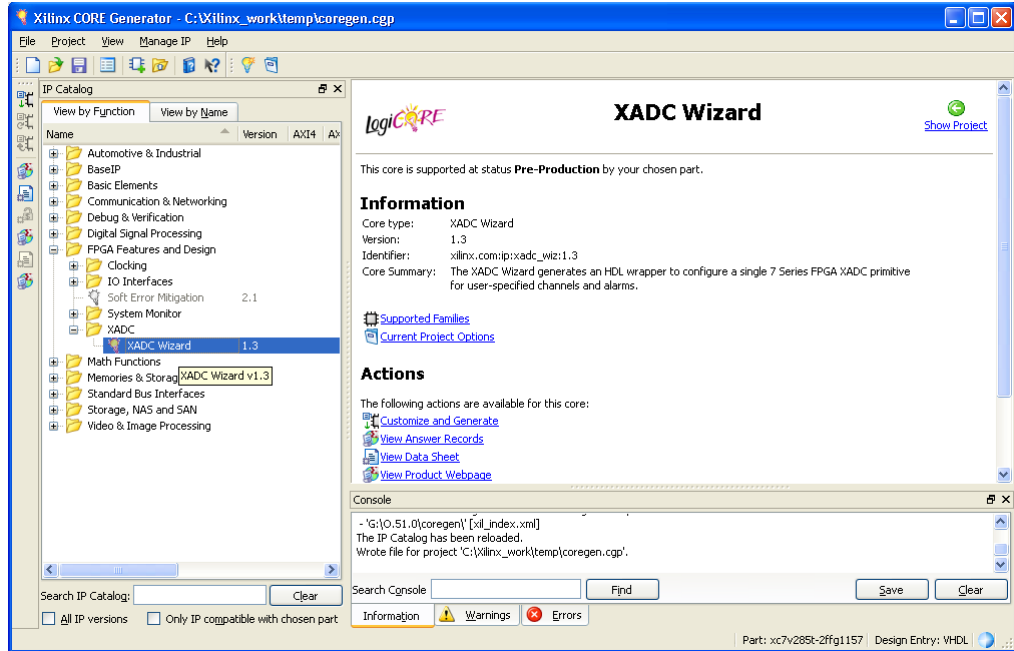 Xilinx CORE Generator - C:\Xilinx_work\temp\coregen.cgp
File Project View Manage IP Help
IP Catalog
View by Function View by Name
Name Version AXI4
Automotive & Industrial
BaseIP
Basic Elements
Communication & Networking
Debug & Verification
Digital Signal Processing
FPGA Features and Design
Clocking
IO Interfaces
Soft Error Mitigation 2.1
System Monitor
XADC
XADC Wizard 1.3
Math Functions
Memories & Storag
XADC Wizard v1.3
Standard Bus Interfaces
Storage, NAS and SAN
Video & Image Processing
Search IP Catalog: Clear
All IP versions Only IP compatible with chosen part
LogiCORE
XADC Wizard
Show Project
This core is supported at status Pre-Production by your chosen part.
Information
Core type: XADC Wizard
Version: 1.3
Identifier: xilinx.com:ip:xadc_wiz:1.3
Core Summary: The XADC Wizard generates an HDL wrapper to configure a single 7 Series FPGA XADC primitive
for user-specified channels and alarms.
Supported Families
Current Project Options
Actions
The following actions are available for this core:
Customize and Generate
View Answer Records
View Data Sheet
View Product Webpage
Console
- 'G:\O.51.0\coregen\' [xil_index.xml]
The IP Catalog has been reloaded.
Wrote file for project 'C:\Xilinx_work\temp\coregen.cgp'.
Search Console Find Save Clear
Information Warnings Errors
Part: xc7v285t-2ffg1157 Design Entry: VHDL